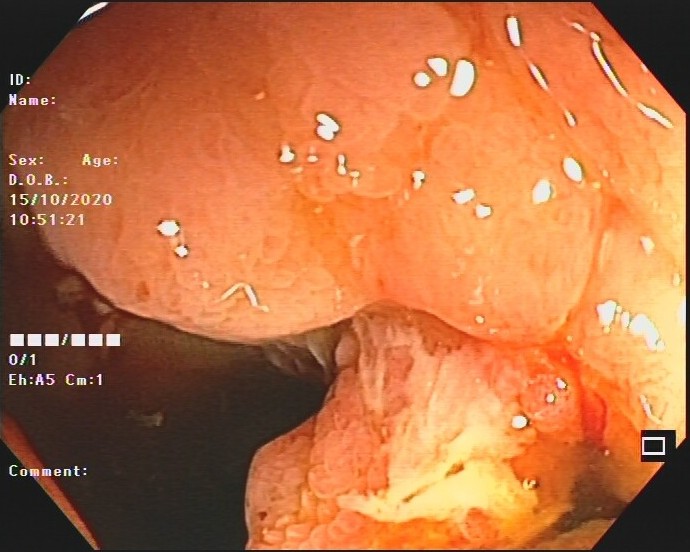 ID:
Name:
Sex: Age:
D.O.B.:
15/10/2020
10:51:21
■■■/■■■
0/1
Eh:A5 Cm:1
Comment: